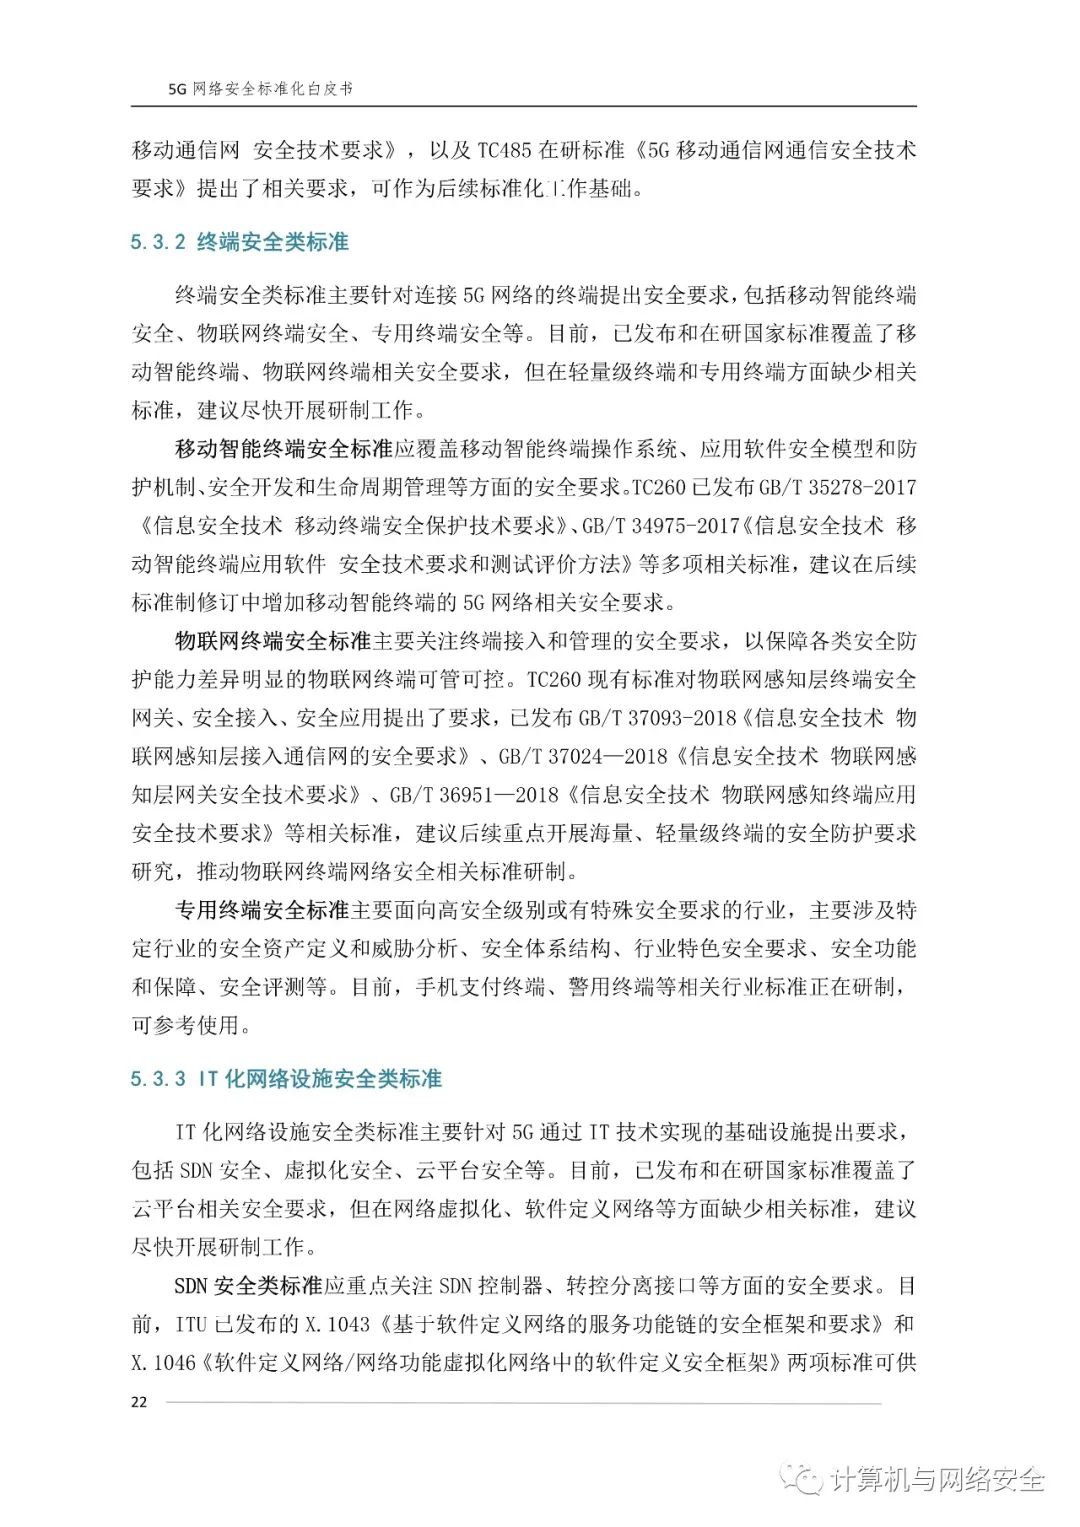 5G 网络安全标准化白皮书
移动通信网 安全技术要求》，以及 TC485 在研标准《5G 移动通信网通信安全技术
要求》提出了相关要求，可作为后续标准化工作基础。
5.3.2 终端安全类标准
终端安全类标准主要针对连接 5G 网络的终端提出安全要求，包括移动智能终端
安全、物联网终端安全、专用终端安全等。目前，已发布和在研国家标准覆盖了移
动智能终端、物联网终端相关安全要求，但在轻量级终端和专用终端方面缺少相关
标准，建议尽快开展研制工作。
移动智能终端安全标准应覆盖移动智能终端操作系统、应用软件安全模型和防
护机制、安全开发和生命周期管理等方面的安全要求。TC260 已发布 GB/T 35278-2017
《信息安全技术 移动终端安全保护技术要求》、GB/T 34975-2017《信息安全技术 移
动智能终端应用软件 安全技术要求和测试评价方法》等多项相关标准，建议在后续
标准制修订中增加移动智能终端的 5G 网络相关安全要求。
物联网终端安全标准主要关注终端接入和管理的安全要求，以保障各类安全防
护能力差异明显的物联网终端可管可控。TC260 现有标准对物联网感知层终端安全
网关、安全接入、安全应用提出了要求，已发布 GB/T 37093-2018《信息安全技术 物
联网感知层接入通信网的安全要求》、GB/T 37024—2018《信息安全技术 物联网感
知层网关安全技术要求》、GB/T 36951—2018《信息安全技术 物联网感知终端应用
安全技术要求》等相关标准，建议后续重点开展海量、轻量级终端的安全防护要求
研究，推动物联网终端网络安全相关标准研制。
专用终端安全标准主要面向高安全级别或有特殊安全要求的行业，主要涉及特
定行业的安全资产定义和威胁分析、安全体系结构、行业特色安全要求、安全功能
和保障、安全评测等。目前，手机支付终端、警用终端等相关行业标准正在研制，
可参考使用。
5.3.3 IT 化网络设施安全类标准
IT 化网络设施安全类标准主要针对 5G 通过 IT 技术实现的基础设施提出要求，
包括 SDN 安全、虚拟化安全、云平台安全等。目前，已发布和在研国家标准覆盖了
云平台相关安全要求，但在网络虚拟化、软件定义网络等方面缺少相关标准，建议
尽快开展研制工作。
SDN 安全类标准应重点关注 SDN 控制器、转控分离接口等方面的安全要求。目
前，ITU 已发布的 X.1043《基于软件定义网络的服务功能链的安全框架和要求》和
X.1046《软件定义网络/网络功能虚拟化网络中的软件定义安全框架》两项标准可供
22
计算机与网络安全